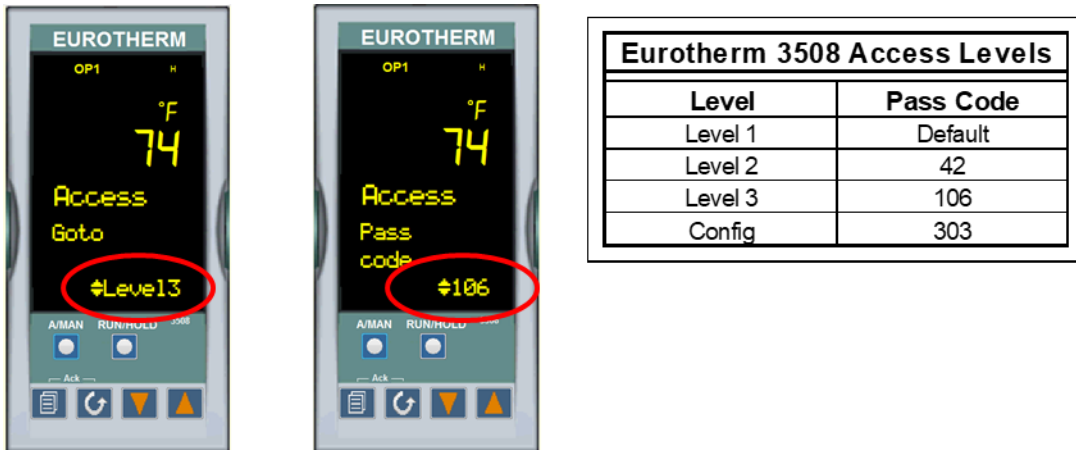 EUROTHERM
OP1 H
°F
74
Access
Goto
Level3
A/MAN RUN/HOLD 3508
Ack
EUROTHERM
OP1 H
°F
74
Access
Pass
code
106
A/MAN RUN/HOLD 3508
Ack
Eurotherm 3508 Access Levels
Level Pass Code
Level 1 Default
Level 2 42
Level 3 106
Config 303